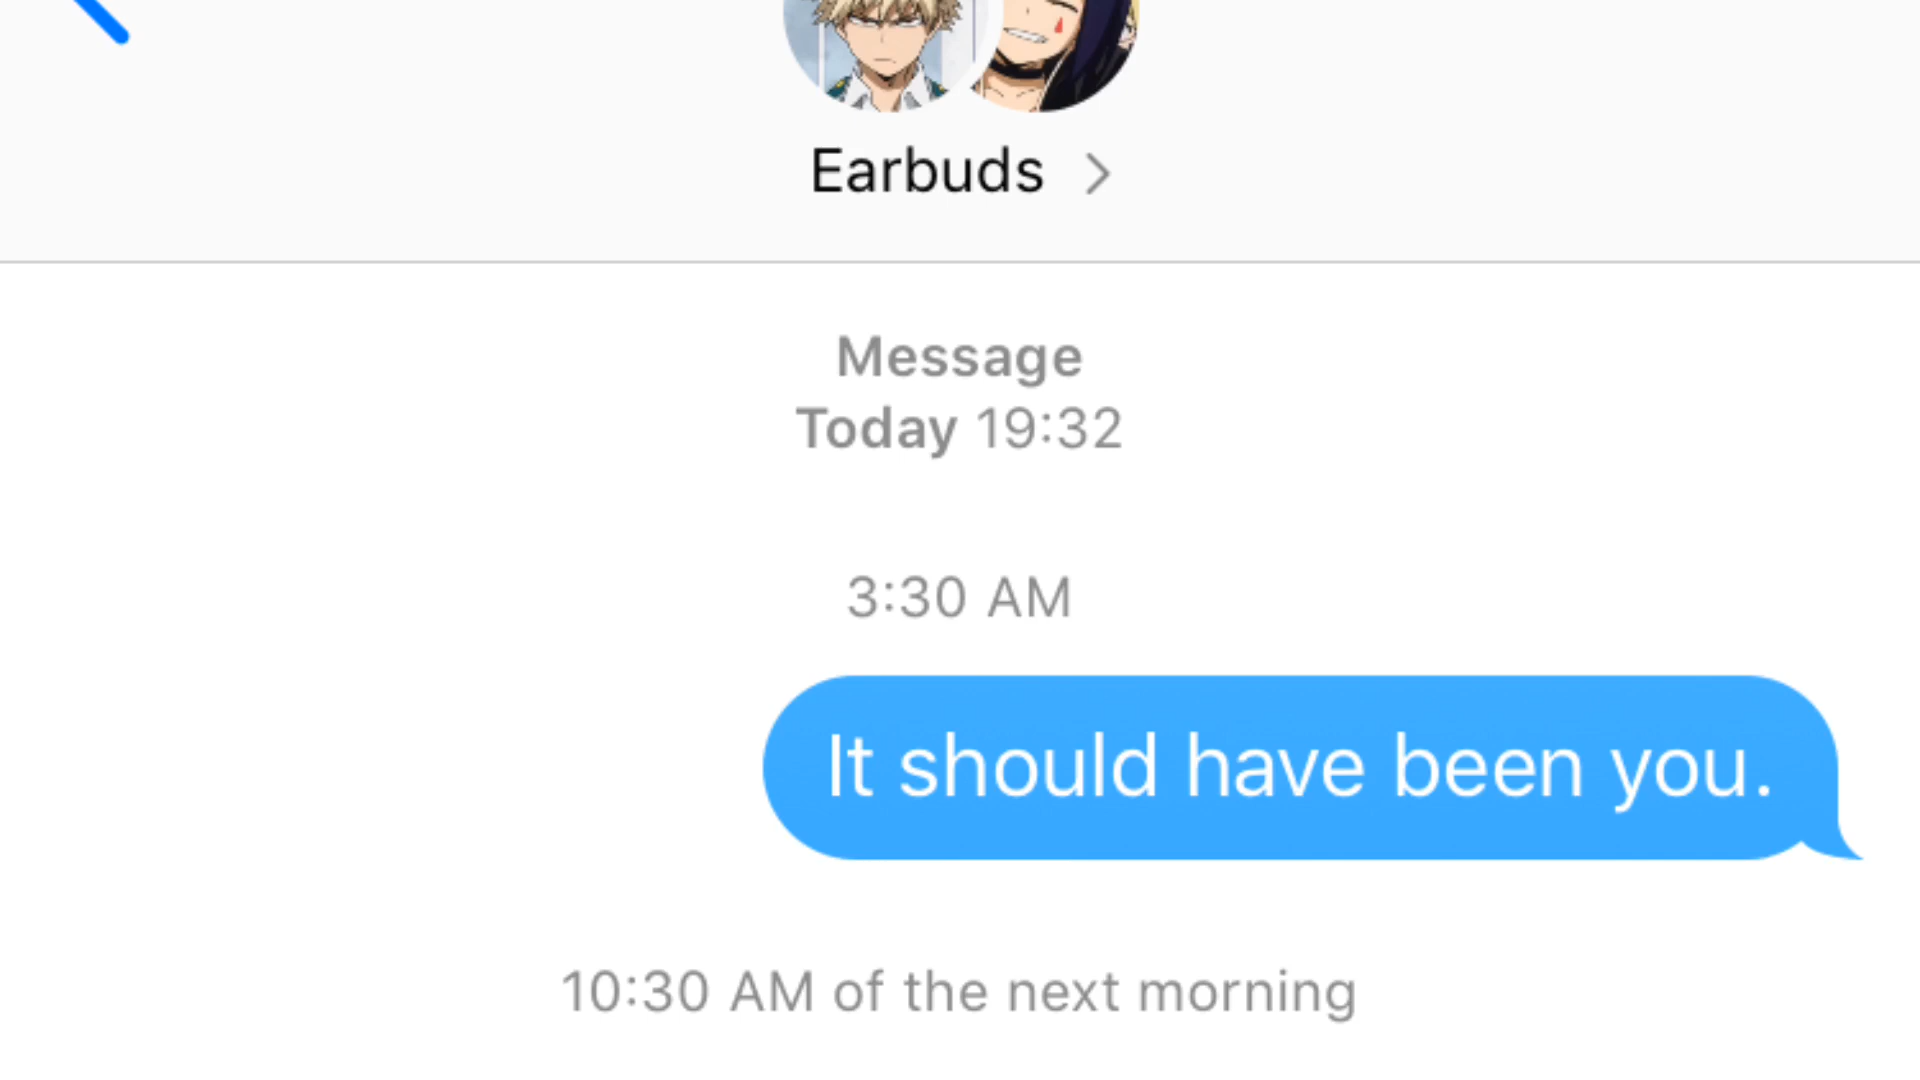 Earbuds
Message
Today 19:32
3:30 AM
It should have been you.
10:30 AM of the next morning